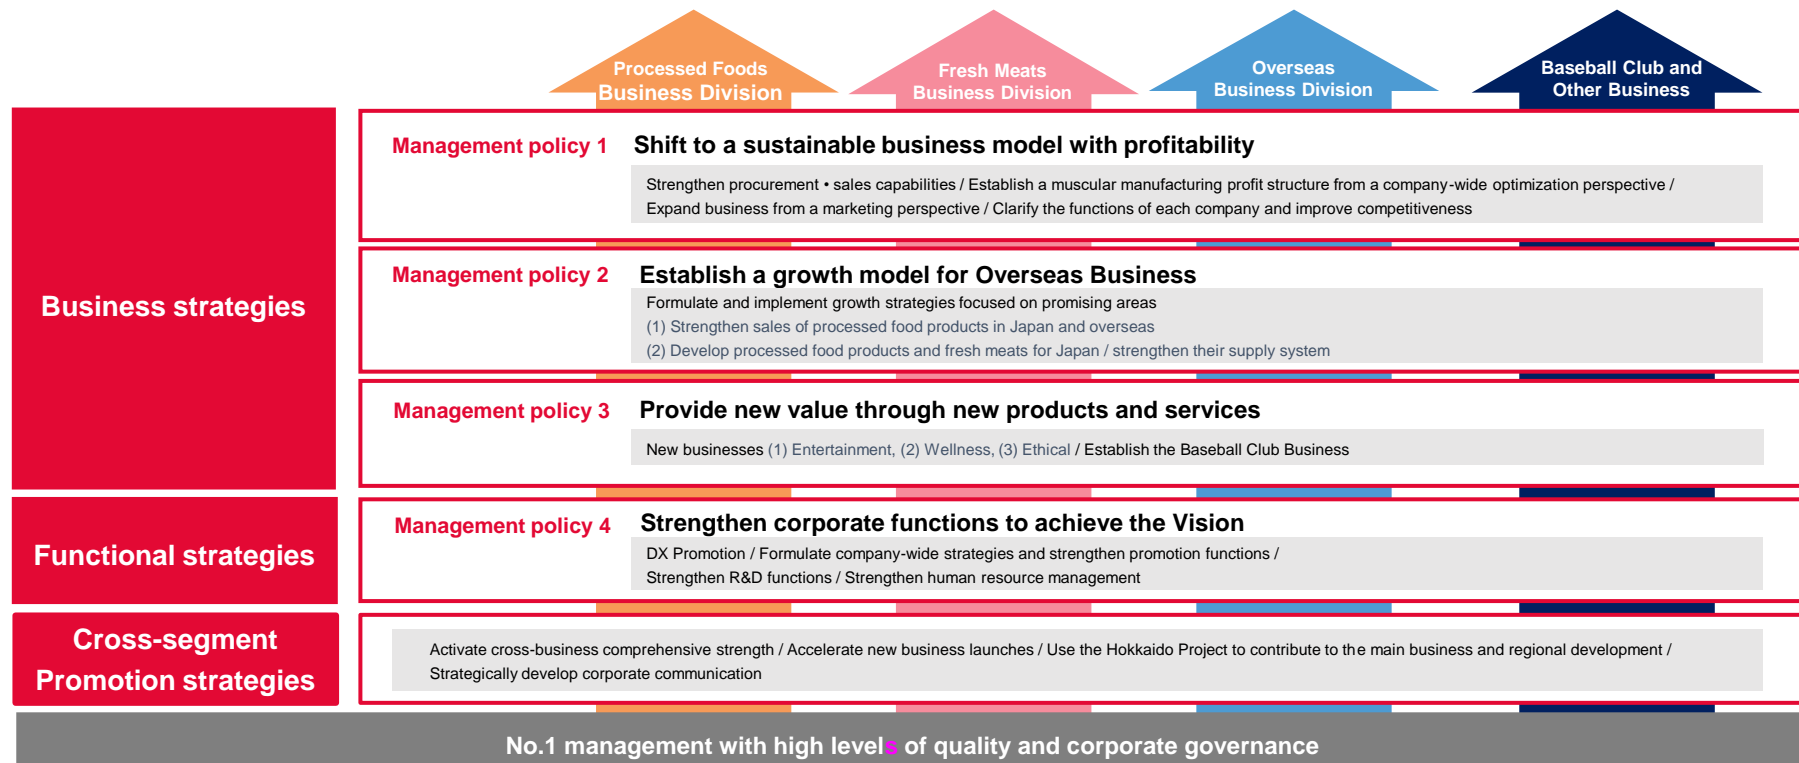 Processed Foods
Business Division
Fresh Meats
Business Division
Overseas
Business Division
Baseball Club and
Other Business
Business strategies
Management policy 1
Shift to a sustainable business model with profitability
Strengthen procurement • sales capabilities / Establish a muscular manufacturing profit structure from a company-wide optimization perspective /
Expand business from a marketing perspective / Clarify the functions of each company and improve competitiveness
Management policy 2
Establish a growth model for Overseas Business
Formulate and implement growth strategies focused on promising areas
(1) Strengthen sales of processed food products in Japan and overseas
(2) Develop processed food products and fresh meats for Japan / strengthen their supply system
Management policy 3
Provide new value through new products and services
New businesses (1) Entertainment, (2) Wellness, (3) Ethical / Establish the Baseball Club Business
Functional strategies
Management policy 4
Strengthen corporate functions to achieve the Vision
DX Promotion / Formulate company-wide strategies and strengthen promotion functions /
Strengthen R&D functions / Strengthen human resource management
Cross-segment
Promotion strategies
Activate cross-business comprehensive strength / Accelerate new business launches / Use the Hokkaido Project to contribute to the main business and regional development /
Strategically develop corporate communication
No.1 management with high levels of quality and corporate governance